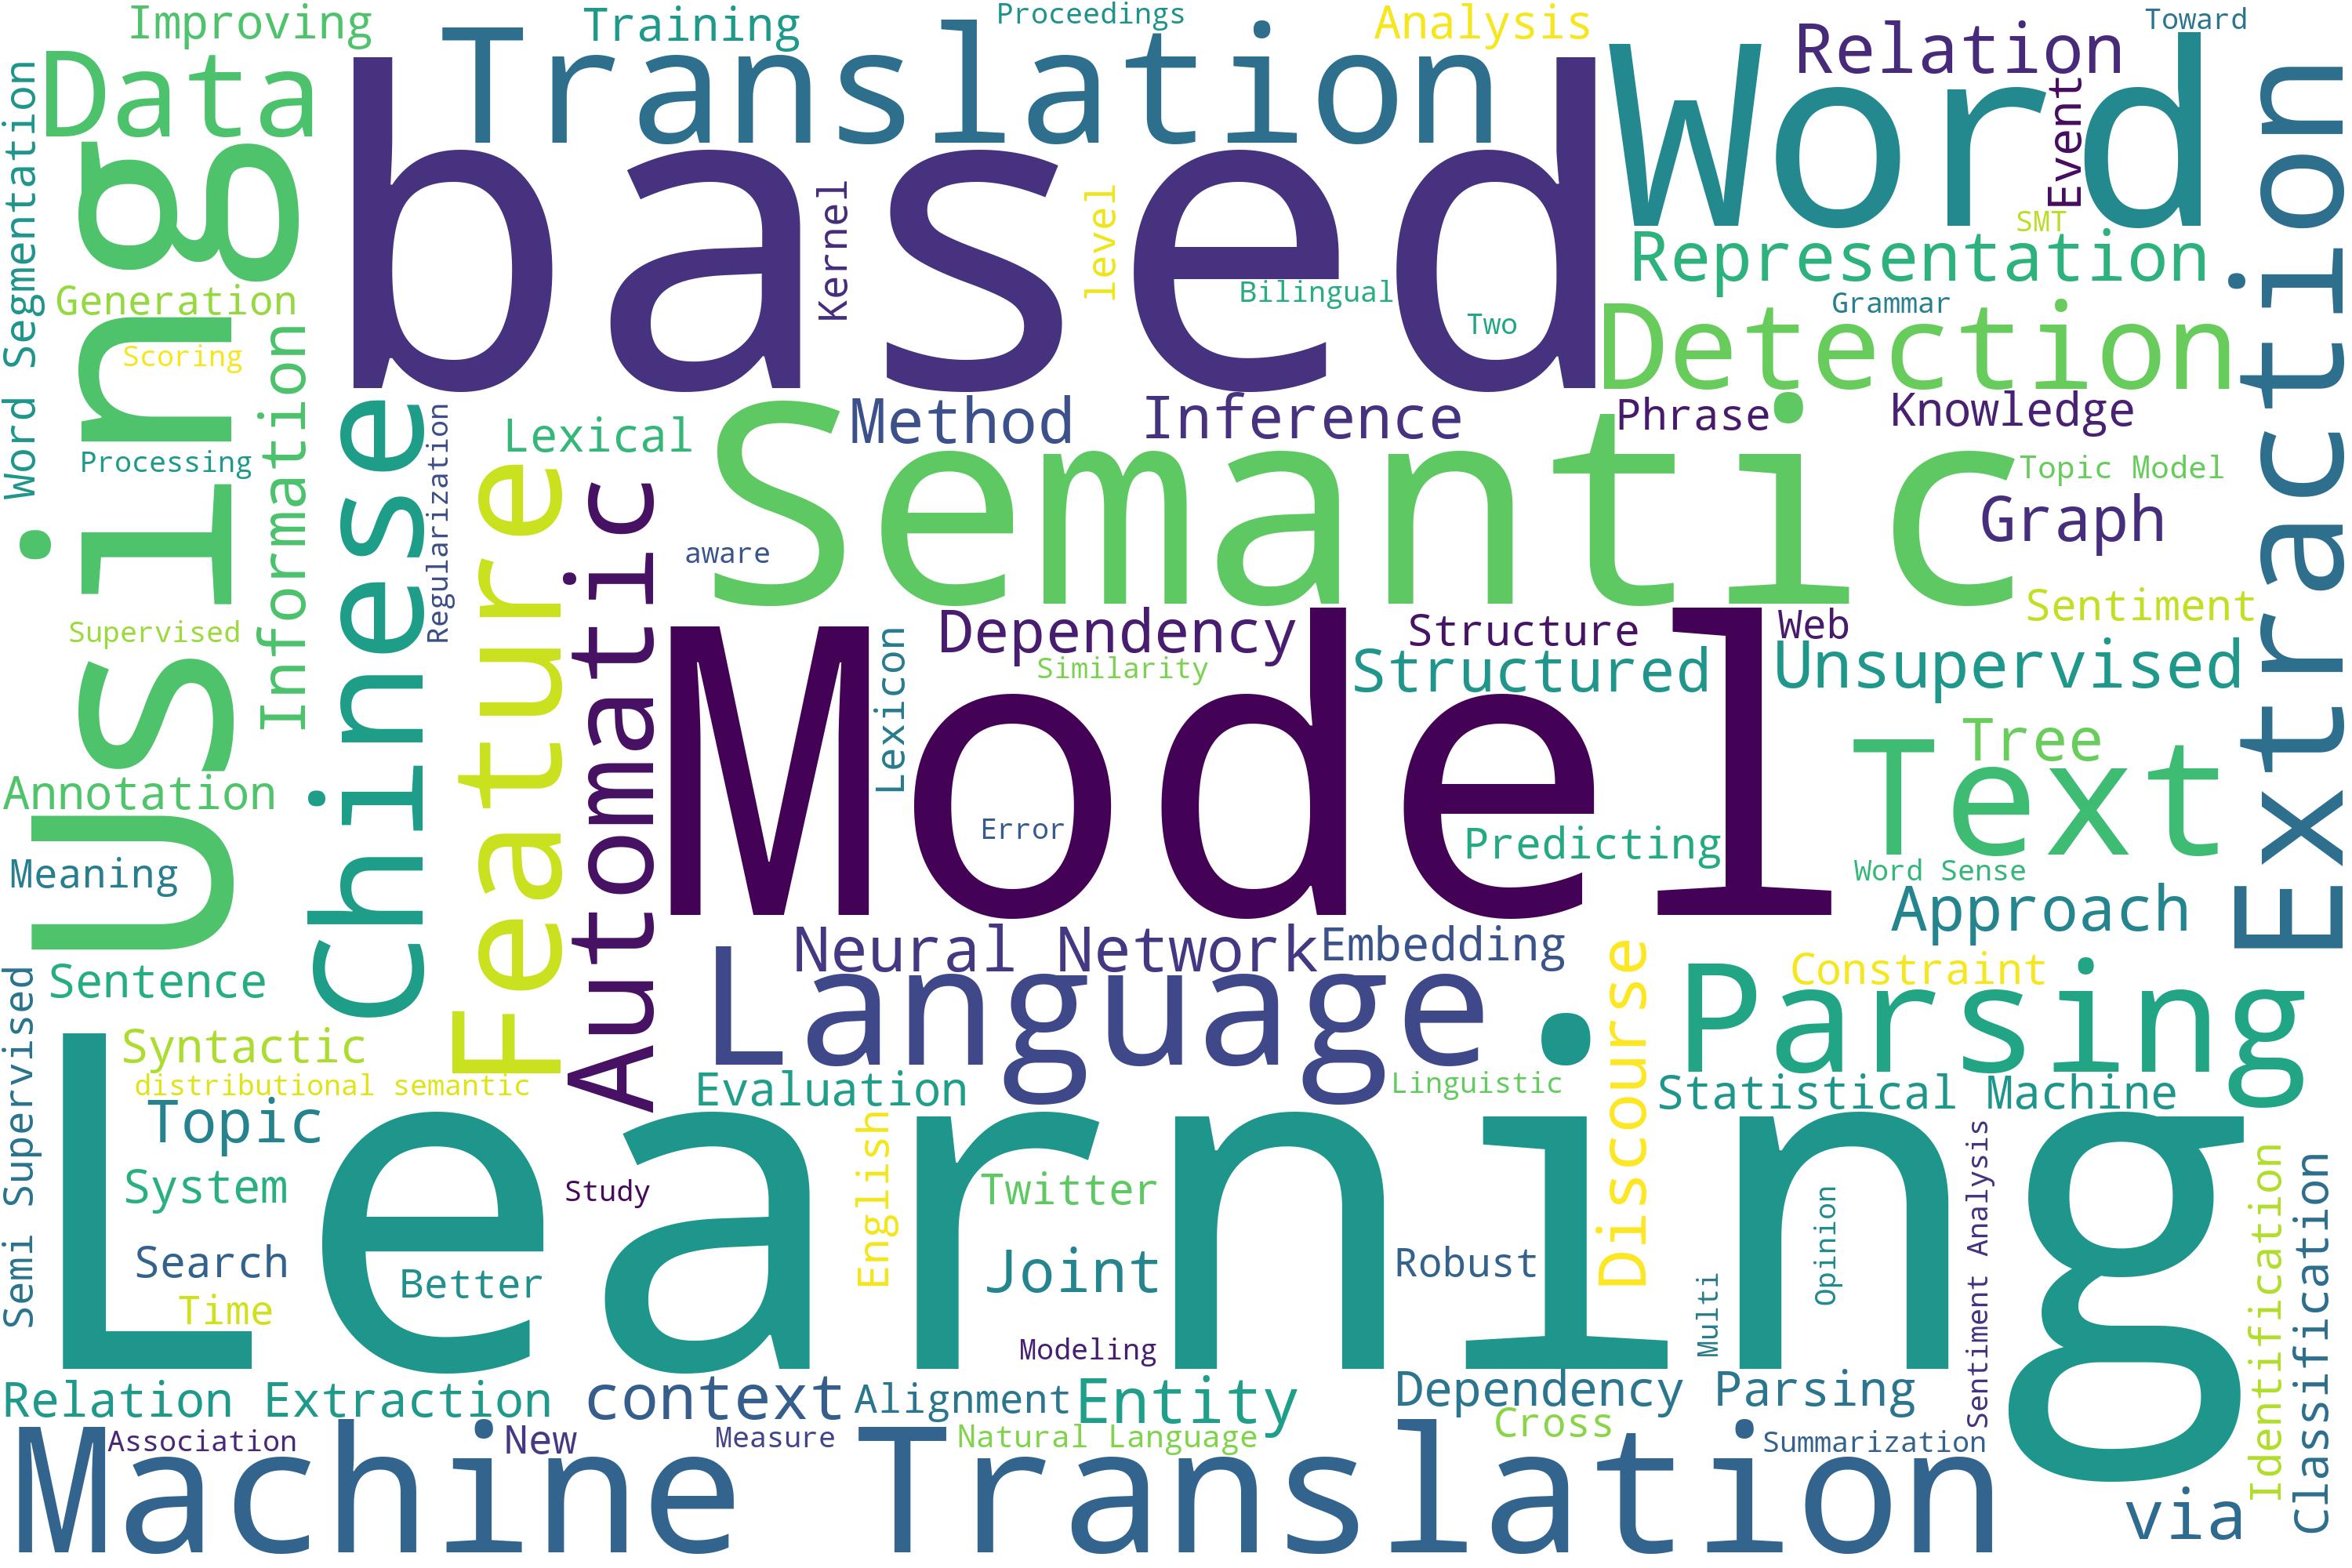 Improving
Training
Proceedings
Analysis
Toward
Data
Translation
Relation
Word
Event
based
Using
Word Segmentation
Extraction
Kernel
level
SMT
Representation
Generation
Bilingual
Two
Grammar
Detection
Scoring
Information
Chinese
Regularization
Lexical
Method
Inference
Phrase
Knowledge
Processing
Feature
Automatic
Semantic
Topic Model
Graph
aware
Supervised
Sentiment
Dependency
Structure
Web
Similarity
Structured
Unsupervised
Lexicon
Model
Tree
Text
Annotation
Error
Predicting
Meaning
Word Sense
Approach
Neural Network
Embedding
Sentence
Language
Discourse
Constraint
Parsing
Semi Supervised
Syntactic
distributional semantic
Evaluation
Linguistic
Statistical Machine
Topic
Learning
English
Sentiment Analysis
Identification
Classification
System
Study
Twitter
Opinion
Search
Better
Joint
Robust
Multi
Time
Modeling
Relation Extraction
context
Alignment
Entity
Dependency Parsing
Cross
Association
New
Measure
Natural Language
Summarization
Machine Translation
via